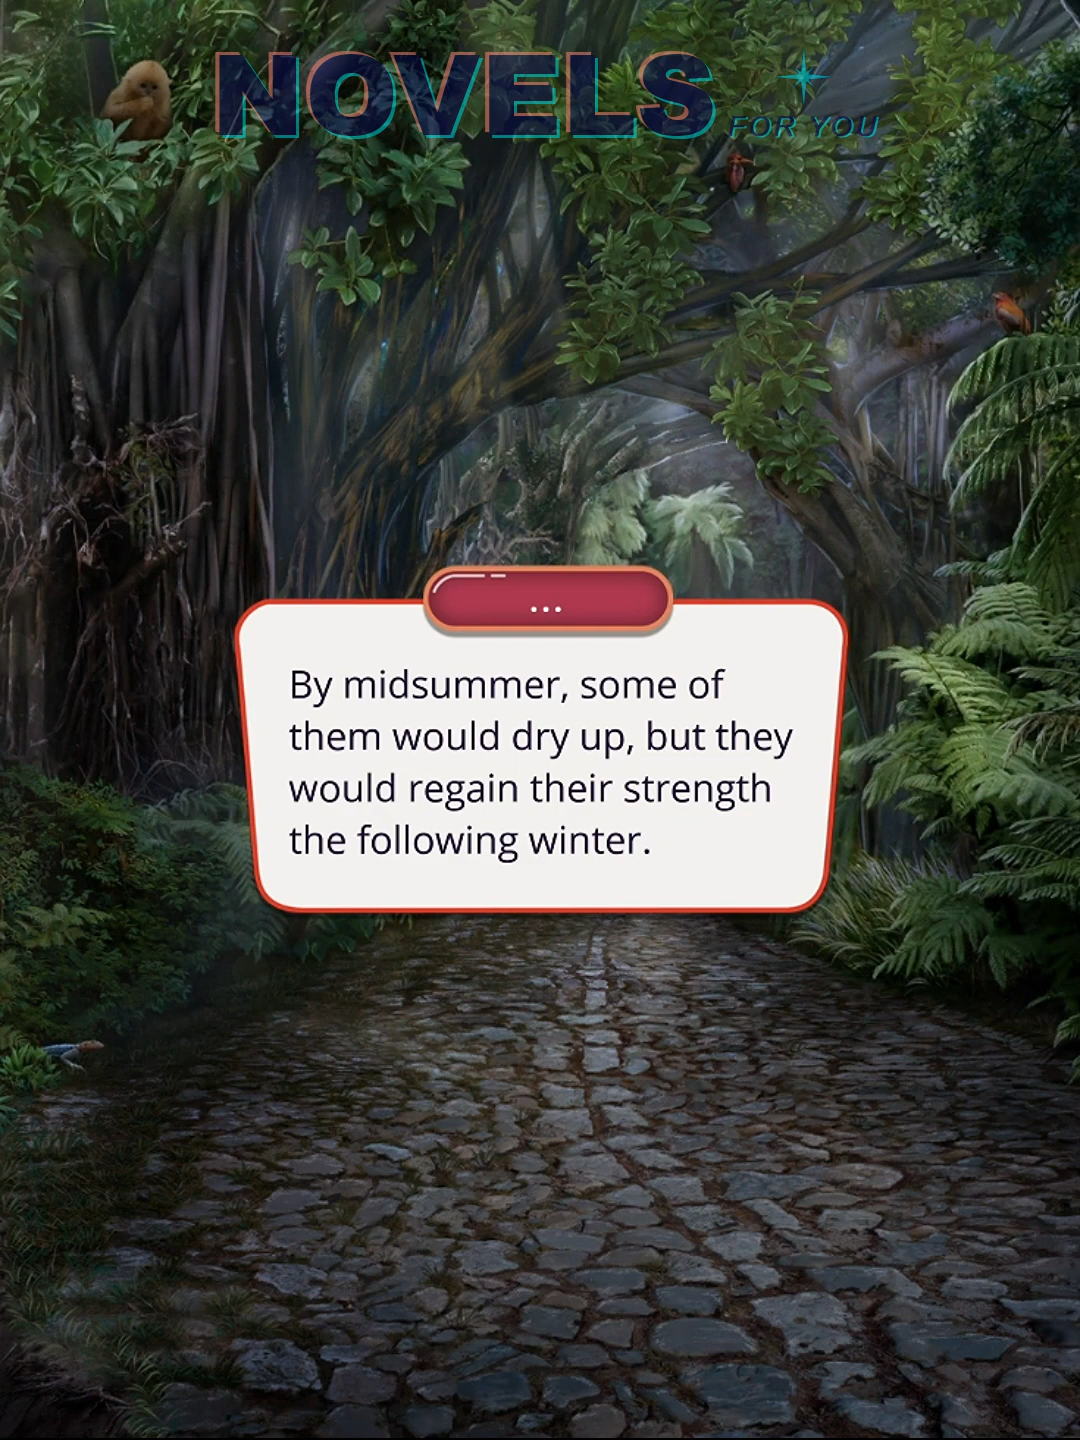 NOVELS
FOR YOU
...
By midsummer, some of
them would dry up, but they
would regain their strength
the following winter.